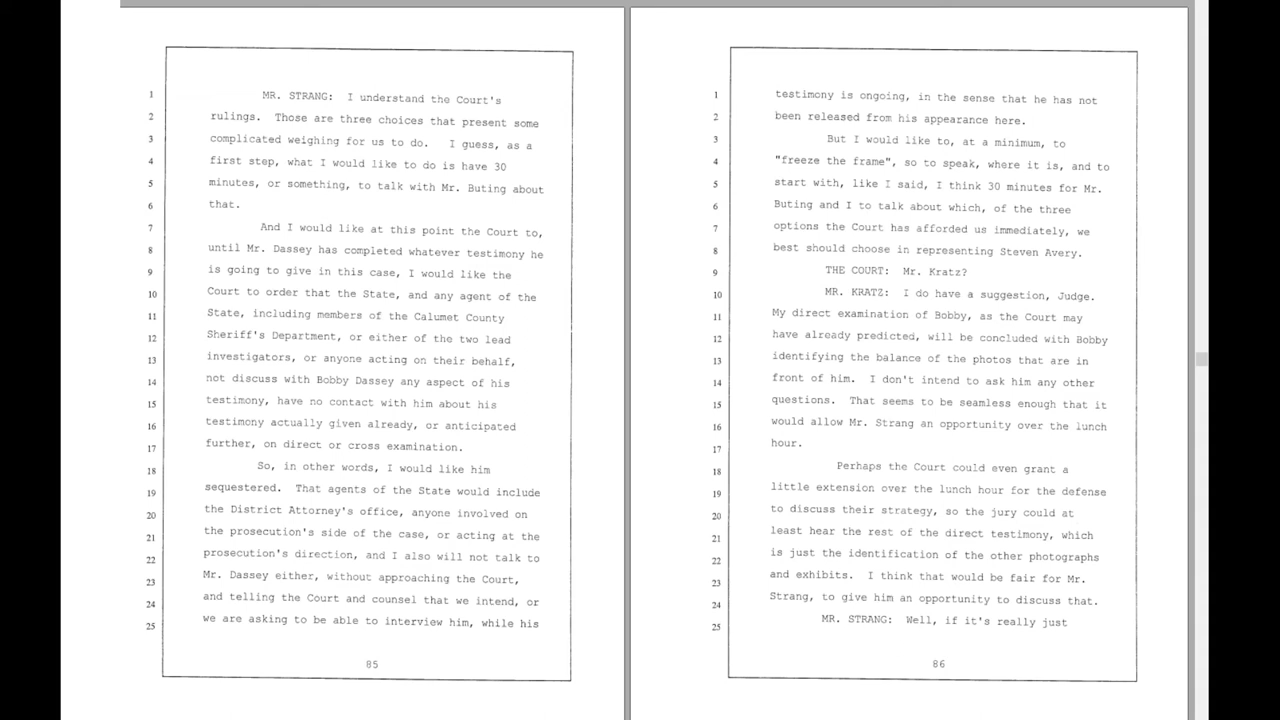 1 MR. STRANG: I understand the Court's
2 rulings. Those are three choices that present some
3 complicated weighing for us to do. I guess, as a
4 first step, what I would like to do is have 30
5 minutes, or something, to talk with Mr. Buting about
6 that.
7 And I would like at this point the Court to,
8 until Mr. Dassey has completed whatever testimony he
9 is going to give in this case, I would like the
10 Court to order that the State, and any agent of the
11 State, including members of the Calumet County
12 Sheriff's Department, or either of the two lead
13 investigators, or anyone acting on their behalf,
14 not discuss with Bobby Dassey any aspect of his
15 testimony, have no contact with him about his
16 testimony actually given already, or anticipated
17 further, on direct or cross examination.
18 So, in other words, I would like him
19 sequestered. That agents of the State would include
20 the District Attorney's office, anyone involved on
21 the prosecution's side of the case, or acting at the
22 prosecution's direction, and I also will not talk to
23 Mr. Dassey either, without approaching the Court,
24 and telling the Court and counsel that we intend, or
25 we are asking to be able to interview him, while his
85
1 testimony is ongoing, in the sense that he has not
2 been released from his appearance here.
3 But I would like to, at a minimum, to
4 "freeze the frame", so to speak, where it is, and to
5 start with, like I said, I think 30 minutes for Mr.
6 Buting and I to talk about which, of the three
7 options the Court has afforded us immediately, we
8 best should choose in representing Steven Avery.
9 THE COURT: Mr. Kratz?
10 MR. KRATZ: I do have a suggestion, Judge.
11 My direct examination of Bobby, as the Court may
12 have already predicted, will be concluded with Bobby
13 identifying the balance of the photos that are in
14 front of him. I don't intend to ask him any other
15 questions. That seems to be seamless enough that it
16 would allow Mr. Strang an opportunity over the lunch
17 hour.
18 Perhaps the Court could even grant a
19 little extension over the lunch hour for the defense
20 to discuss their strategy, so the jury could at
21 least hear the rest of the direct testimony, which
22 is just the identification of the other photographs
23 and exhibits. I think that would be fair for Mr.
24 Strang, to give him an opportunity to discuss that.
25 MR. STRANG: Well, if it's really just
86